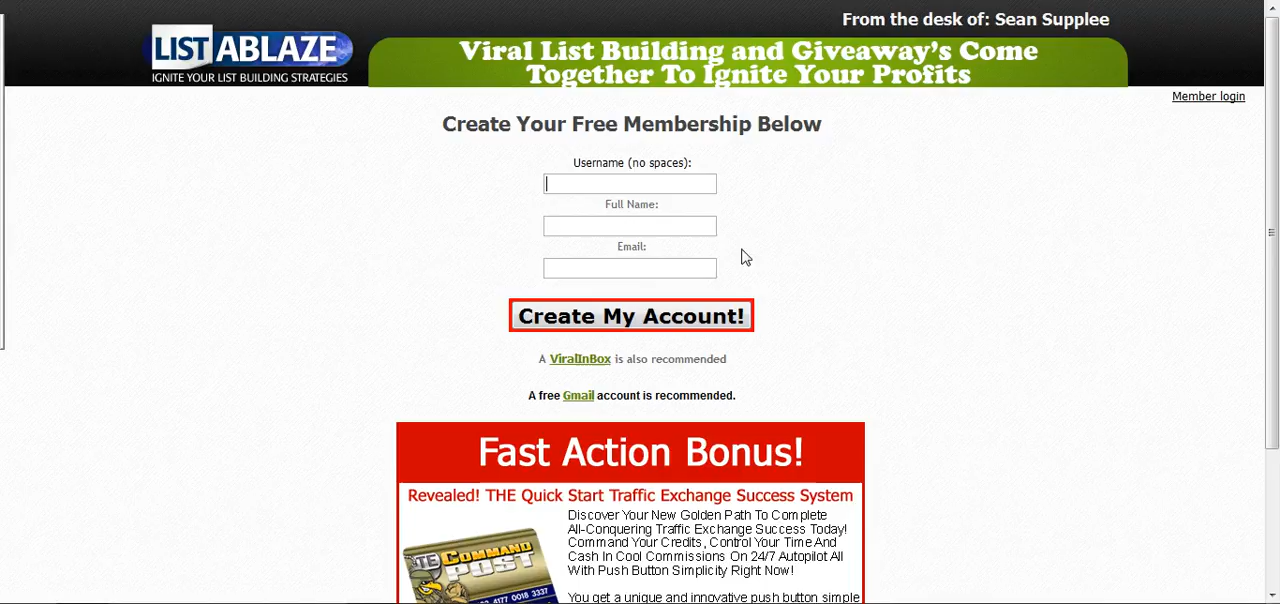 From the desk of: Sean Supplee
LIST ABLAZE
IGNITE YOUR LIST BUILDING STRATEGIES
Viral List Building and Giveaway's Come
Together To Ignite Your Profits
Member login
Create Your Free Membership Below
Username (no spaces):
Full Name:
Email:
Create My Account!
A ViralInBox is also recommended
A free Gmail account is recommended.
Fast Action Bonus!
Revealed! THE Quick Start Traffic Exchange Success System
Discover Your New Golden Path To Complete
All-Conquering Traffic Exchange Success Today!
Command Your Credits, Control Your Time And
Cash In Cool Commissions On 24/7 Autopilot All
With Push Button Simplicity Right Now!
TE COMMAND
POST
4177 0018 3337
You get a unique and innovative push button simple